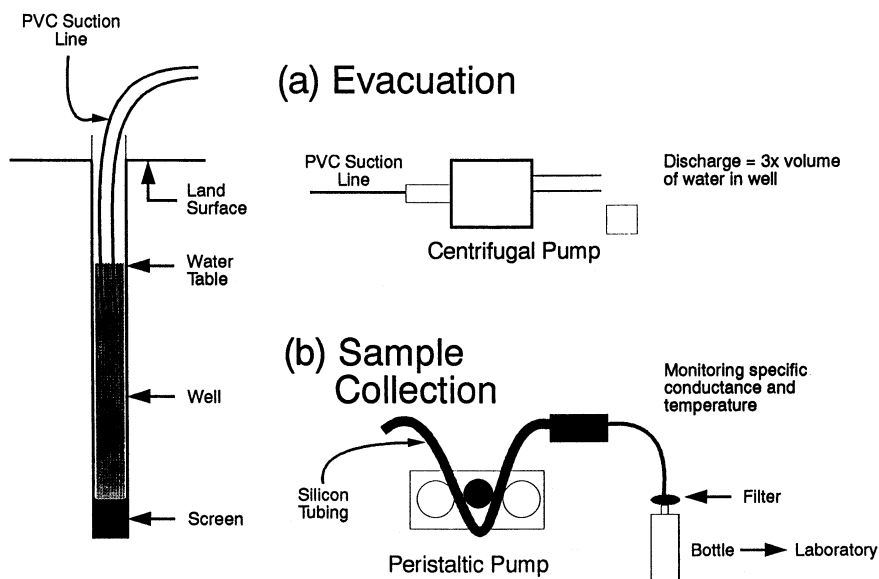 PVC Suction
Line
Land
Surface
Water
Table
Well
Screen
(a) Evacuation
PVC Suction
Line
Centrifugal Pump
Discharge = 3x volume
of water in well
(b) Sample
Collection
Monitoring specific
conductance and
temperature
Silicon
Tubing
Peristaltic Pump
Filter
Bottle
Laboratory